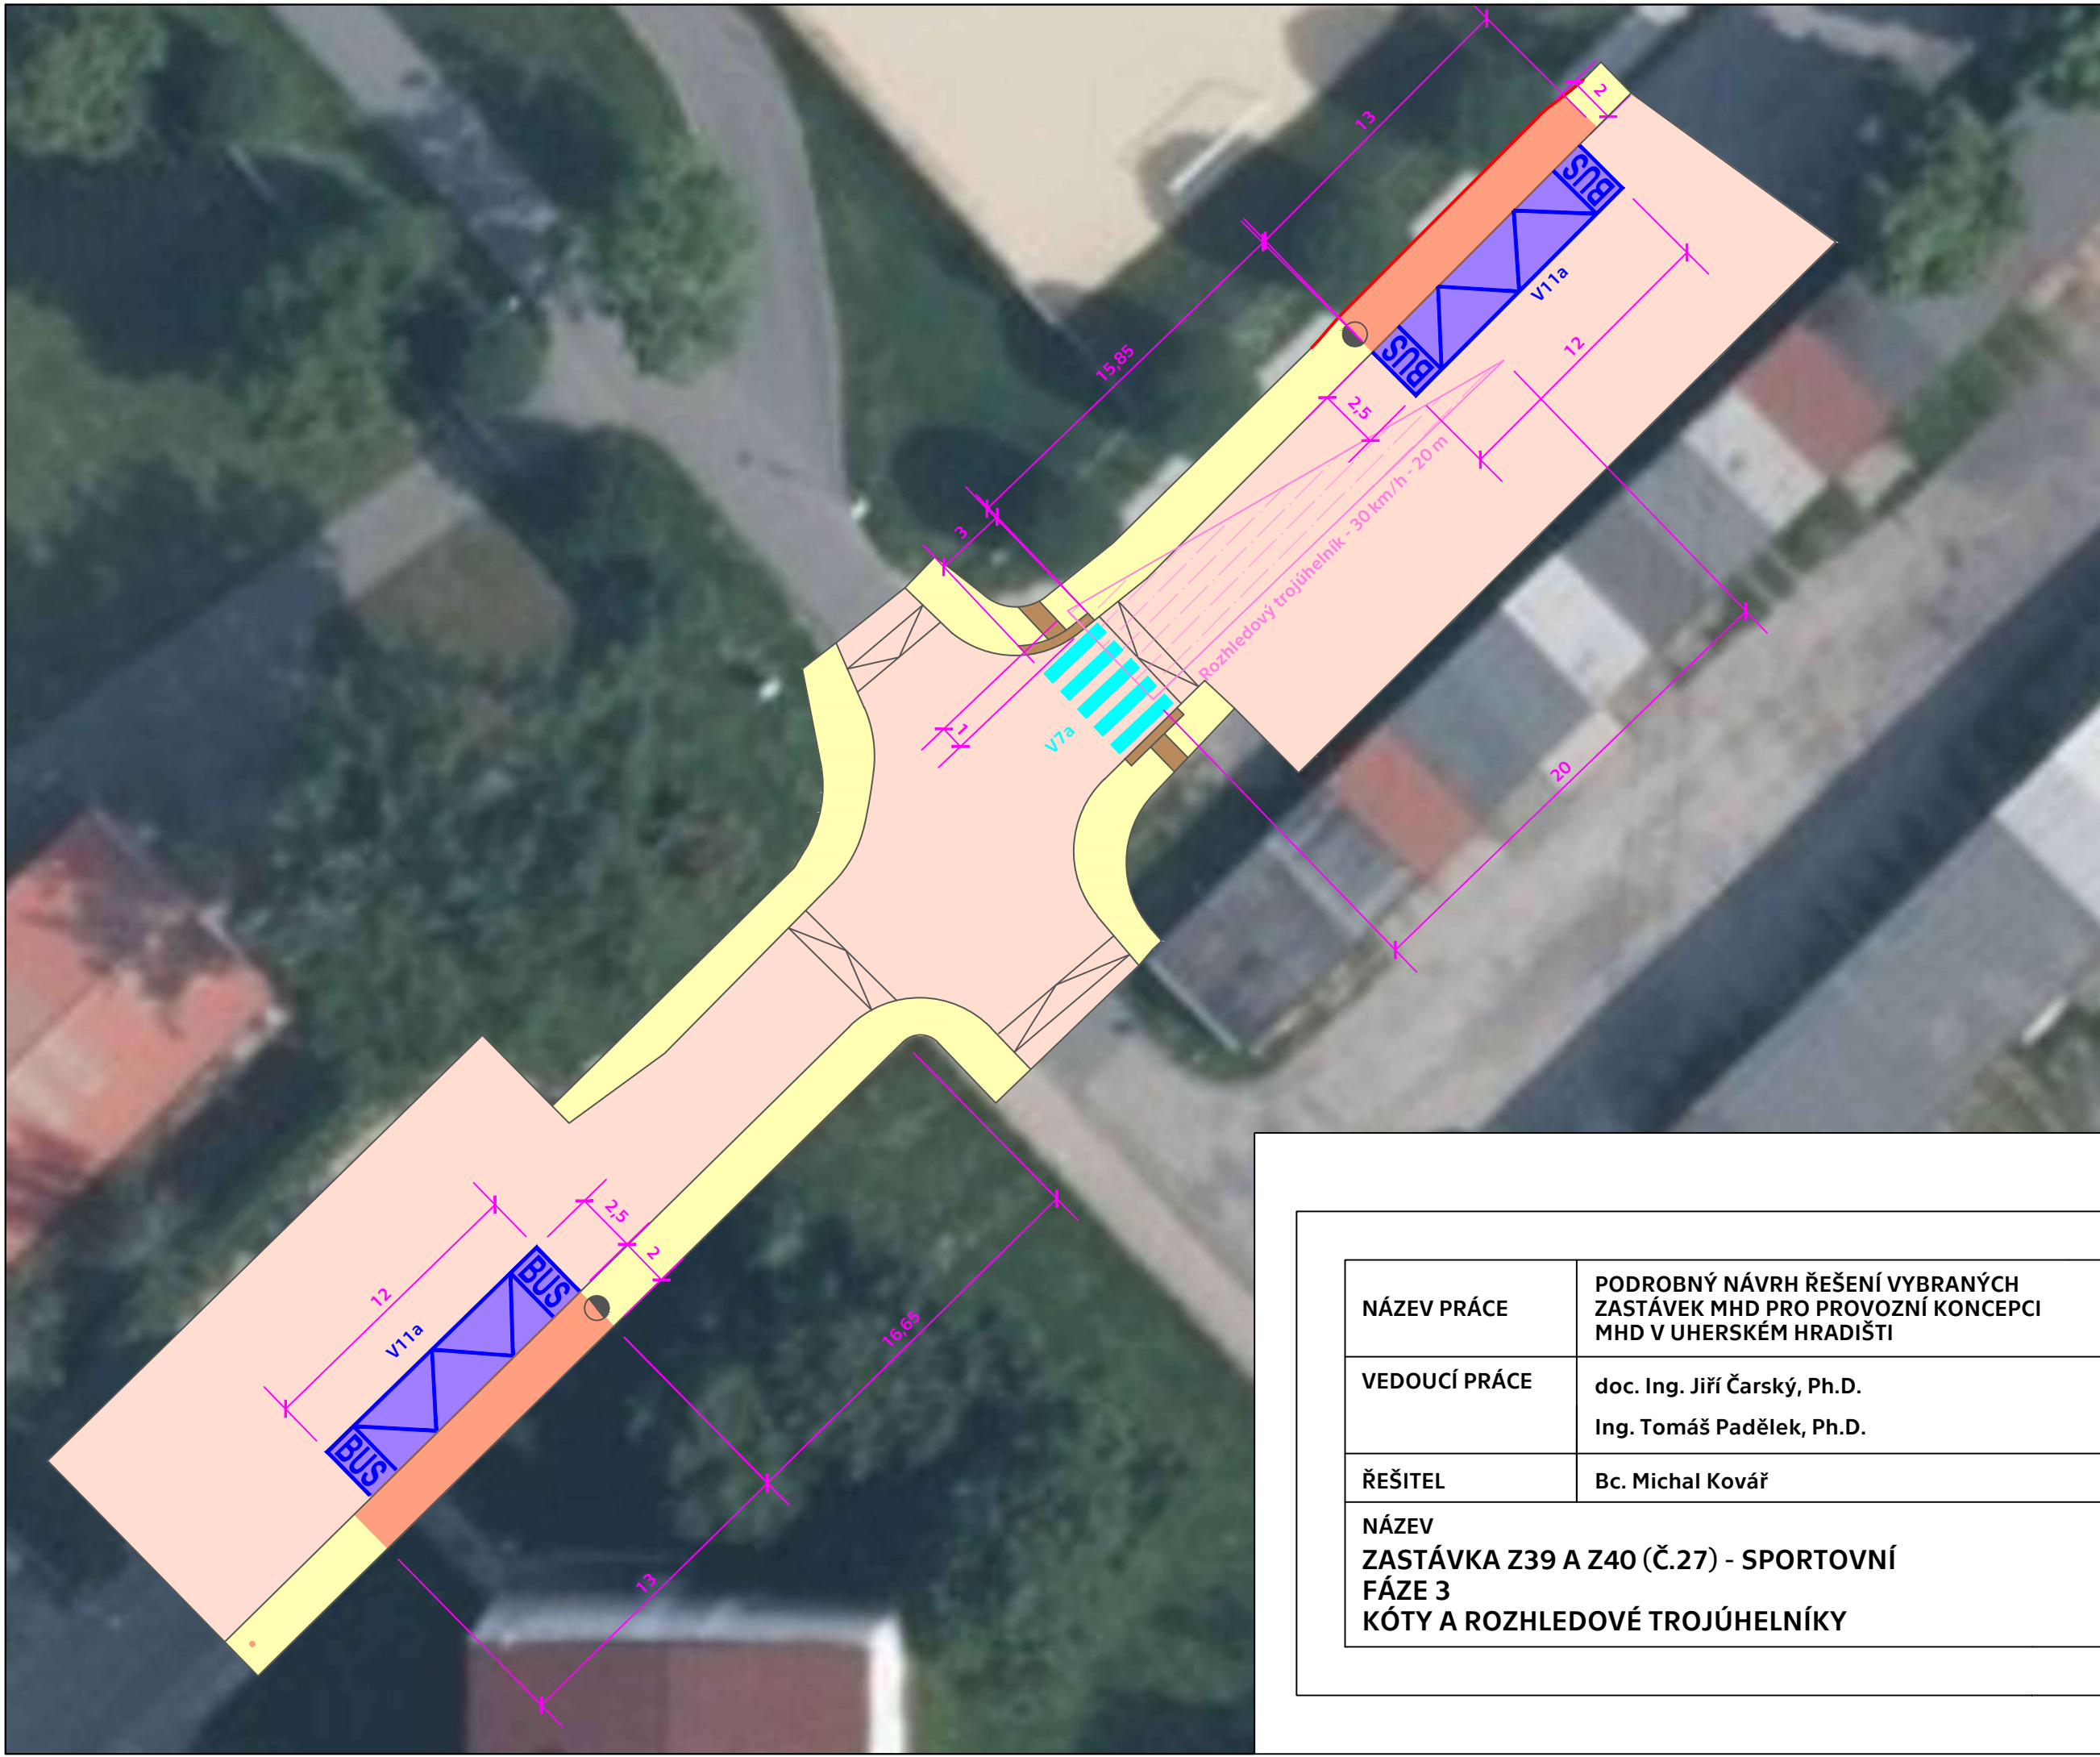 13
2
BUS
V11a
BUS
12
15,85
2,5
3
Rozhledový trojúhelník - 30 km/h - 20 m
1
V7a
20
2,5
2
12
V11a
BUS
BUS
16,65
13
NÁZEV PRÁCE
PODROBNÝ NÁVRH ŘEŠENÍ VYBRANÝCH
ZASTÁVEK MHD PRO PROVOZNÍ KONCEPCI
MHD V UHERSKÉM HRADIŠTI
VEDOUCÍ PRÁCE
doc. Ing. Jiří Čarský, Ph.D.
Ing. Tomáš Padělek, Ph.D.
ŘEŠITEL
Bc. Michal Kovář
NÁZEV
ZASTÁVKA Z39 A Z40 (Č.27) - SPORTOVNÍ
FÁZE 3
KÓTY A ROZHLEDOVÉ TROJÚHELNÍKY